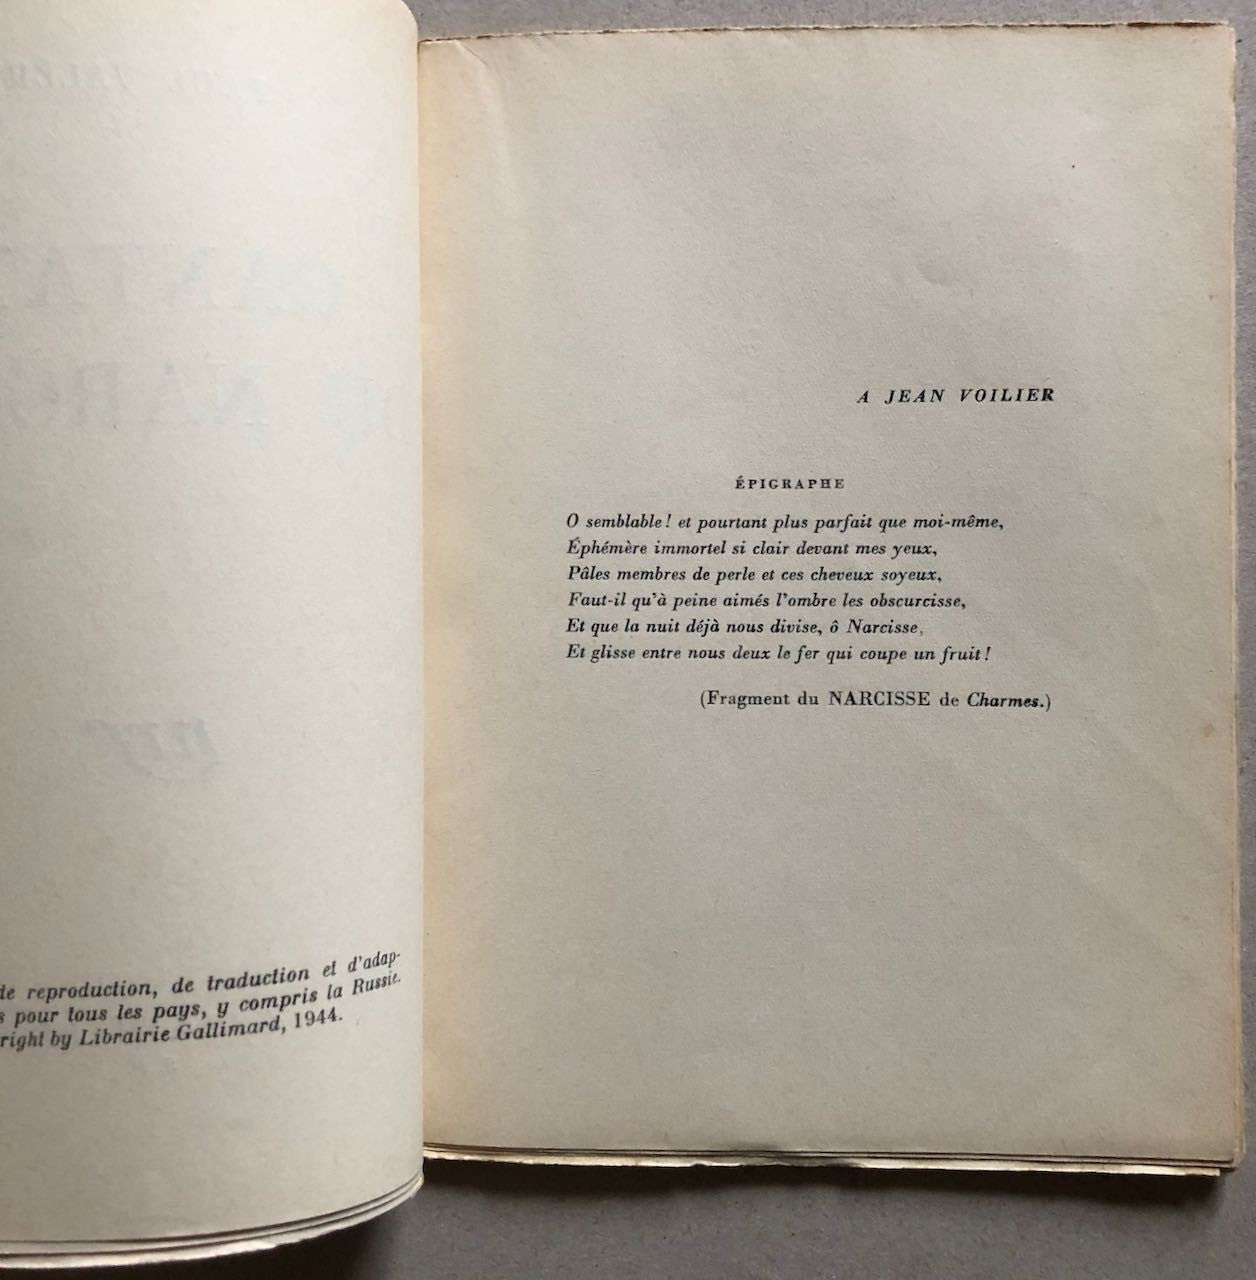 de reproduction, de traduction et d'adap-
pour tous les pays, y compris la Russie.
right by Librairie Gallimard, 1944.
A JEAN VOILIER
ÉPIGRAPHE
O semblable ! et pourtant plus parfait que moi-même,
Éphémère immortel si clair devant mes yeux,
Pâles membres de perle et ces cheveux soyeux,
Faut-il qu'à peine aimés l'ombre les obscurcisse,
Et que la nuit déjà nous divise, ô Narcisse,
Et glisse entre nous deux le fer qui coupe un fruit !
(Fragment du NARCISSE de Charmes.)